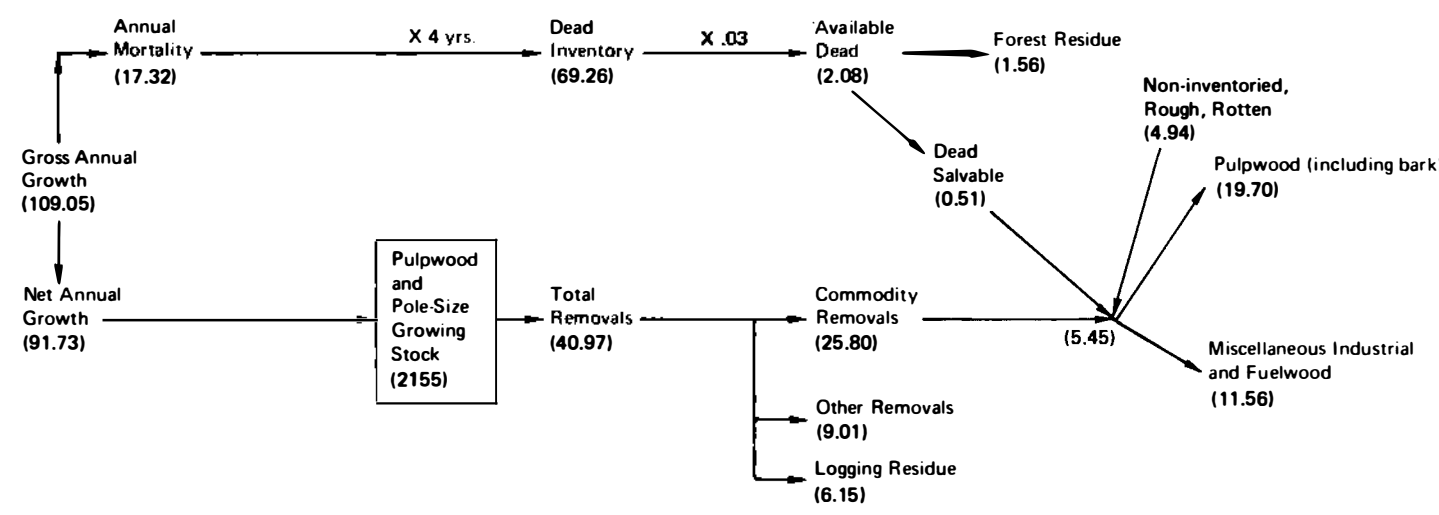 Annual
Mortality
(17.32)
X 4 yrs.
Dead
Inventory
(69.26)
X .03
Available
Dead
(2.08)
Forest Residue
(1.56)
Non-inventoried,
Rough, Rotten
(4.94)
Gross Annual
Growth
(109.05)
Dead
Salvable
(0.51)
Pulpwood (including bark
(19.70)
Net Annual
Growth
(91.73)
Pulpwood
and
Pole-Size
Growing
Stock
(2155)
Total
Removals
(40.97)
Commodity
Removals
(25.80)
(5.45)
Miscellaneous Industrial
and Fuelwood
(11.56)
Other Removals
(9.01)
Logging Residue
(6.15)